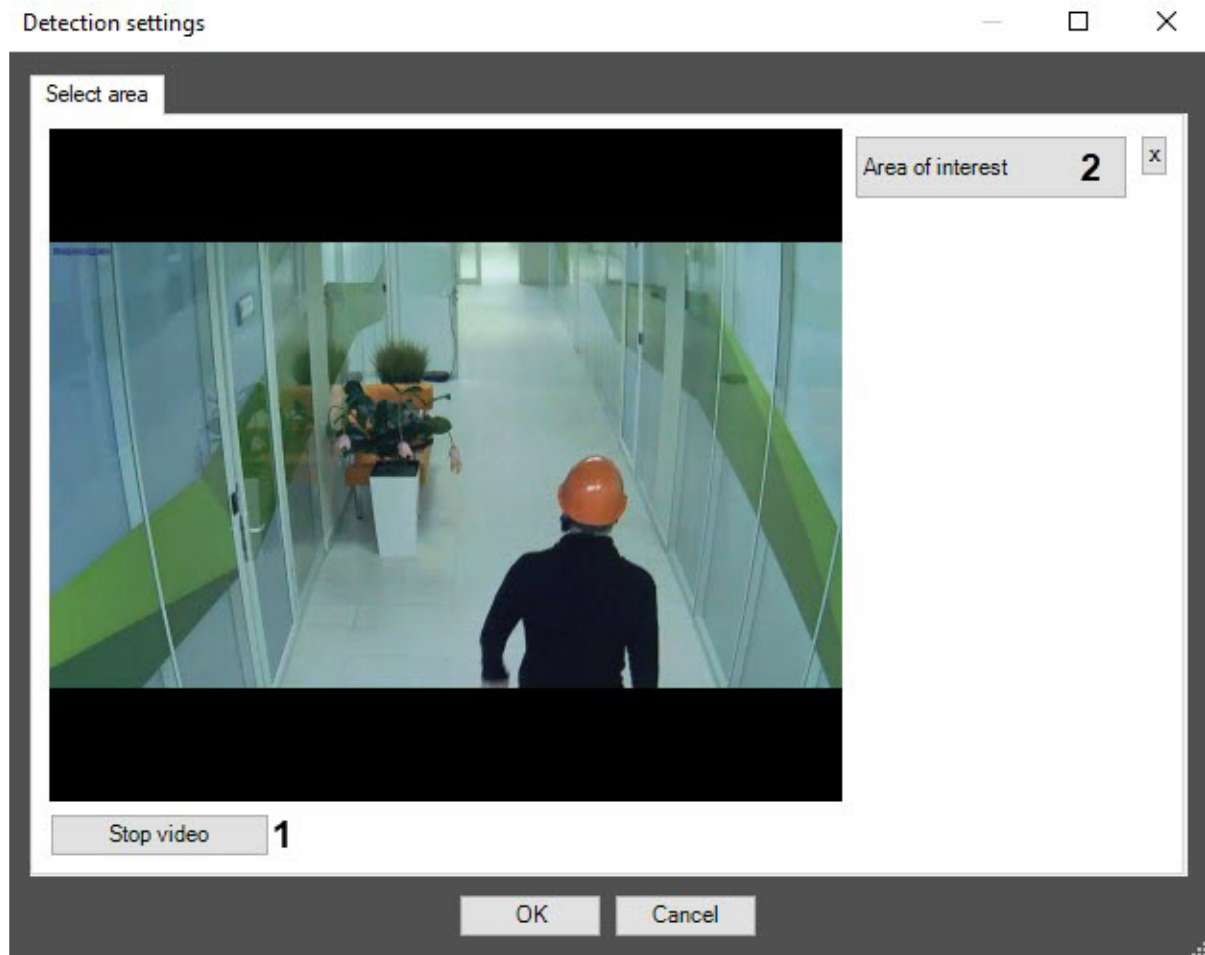 Detection settings
Select area
Area of interest 2
x
Stop video 1
OK
Cancel